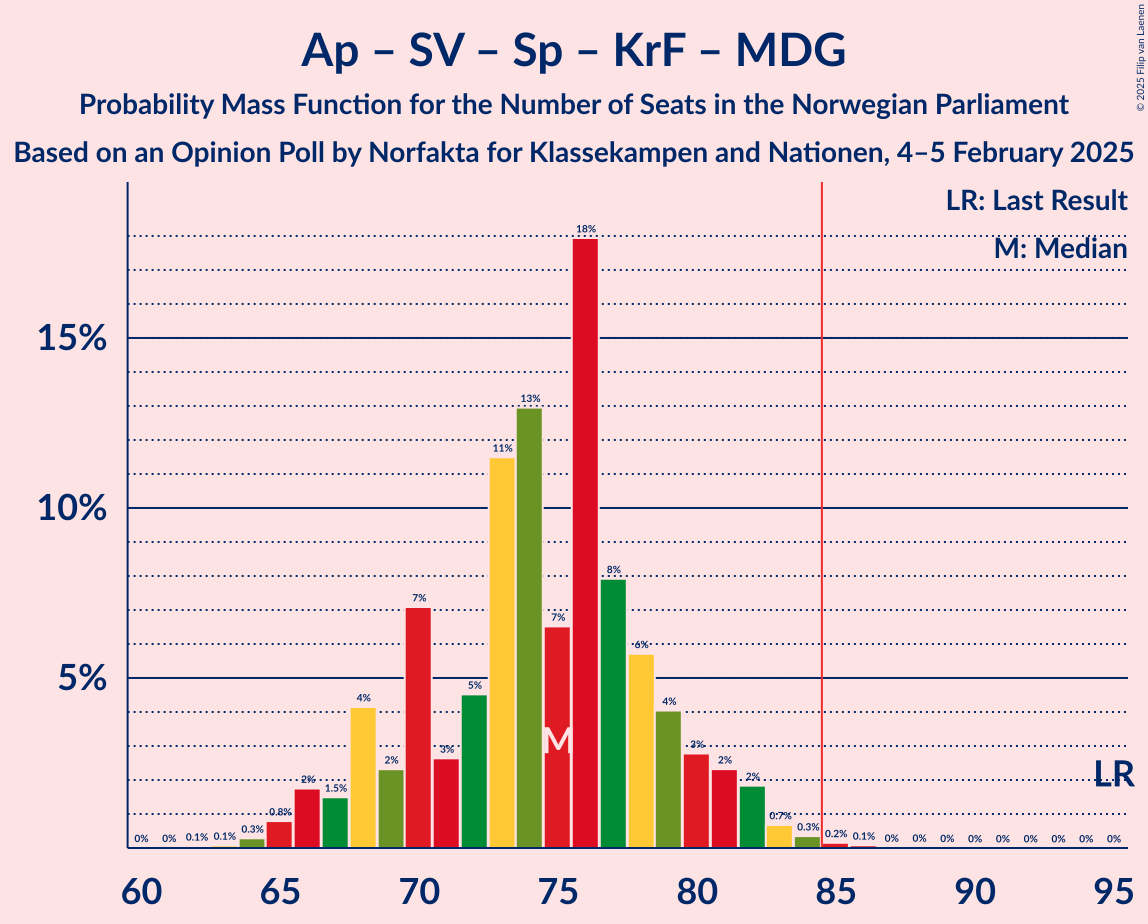 Ap – SV – Sp – KrF – MDG
Probability Mass Function for the Number of Seats in the Norwegian Parliament
Based on an Opinion Poll by Norfakta for Klassekampen and Nationen, 4–5 February 2025
© 2025 Filip van Laenen
LR: Last Result
M: Median
18%
15%
13%
11%
10%
8%
7%
7%
6%
5%
5%
4%
4%
3%
3%
M
2%
2%
2%
2%
LR
1.5%
0.8%
0.7%
0% 0% 0.1% 0.1% 0.3% 0.3% 0.2% 0.1% 0% 0% 0% 0% 0% 0% 0% 0% 0%
60 65 70 75 80 85 90 95